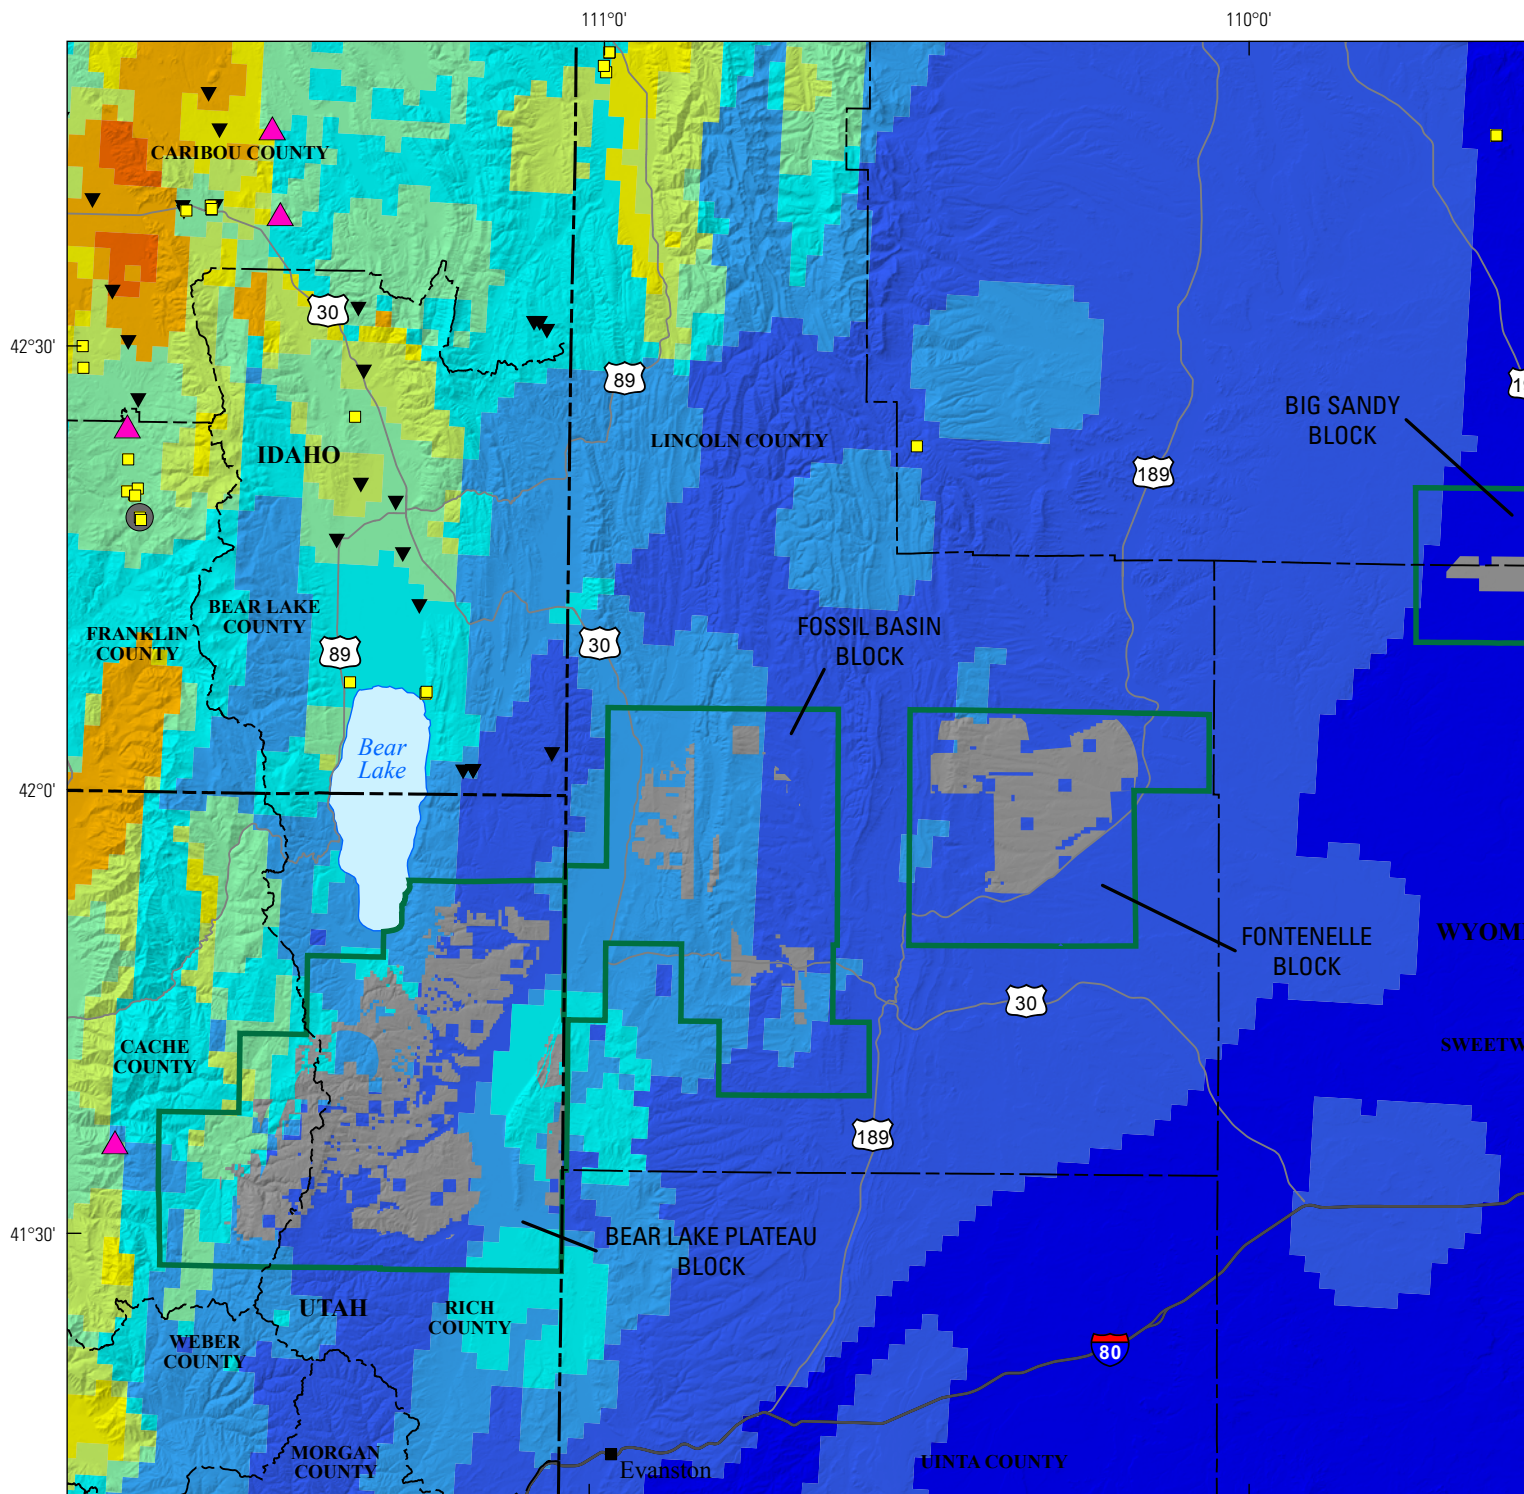 111°0'
110°0'
CARIBOU COUNTY
30
42°30'
89
BIG SANDY
BLOCK
LINCOLN COUNTY
IDAHO
189
BEAR LAKE
COUNTY
FRANKLIN
COUNTY
FOSSIL BASIN
BLOCK
89
30
Bear
Lake
42°0'
FONTENELLE
BLOCK
WYOM
30
CACHE
COUNTY
SWEETW
189
41°30'
BEAR LAKE PLATEAU
BLOCK
UTAH
RICH
COUNTY
WEBER
COUNTY
80
MORGAN
COUNTY
Evanston
UINTA COUNTY